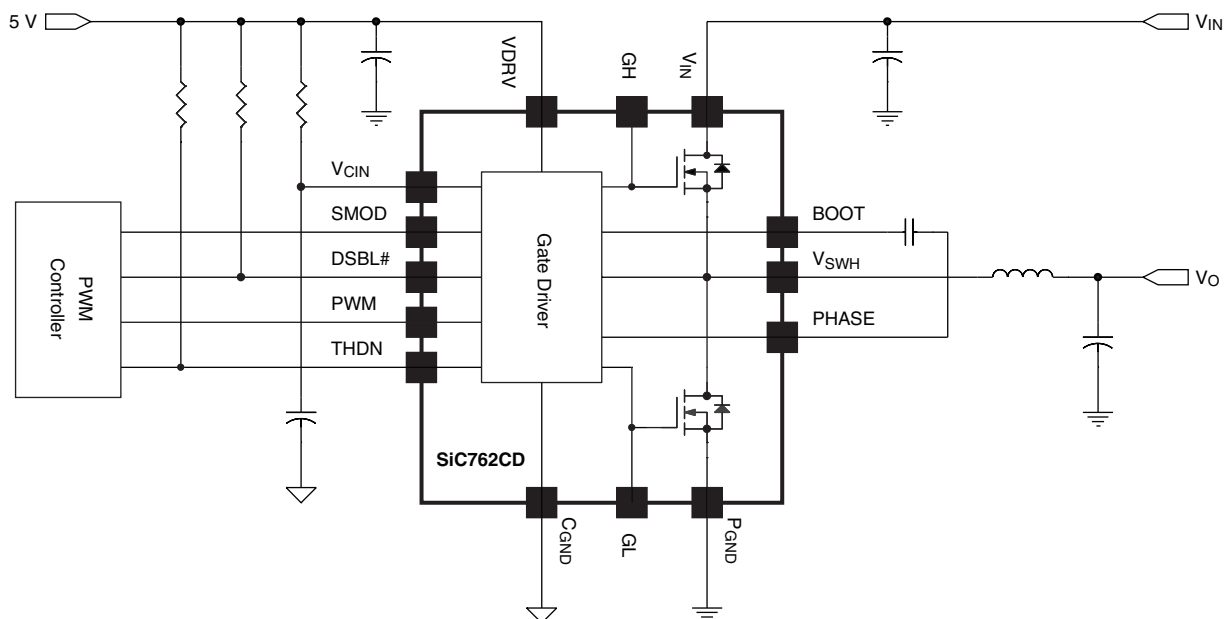 5 V
VDRV
GH
VIN
VIN
VCIN
SMOD
DSBL#
PWM
THDN
PWM
Controller
Gate Driver
BOOT
VSWH
PHASE
VO
SiC762CD
CGND
GL
PGND